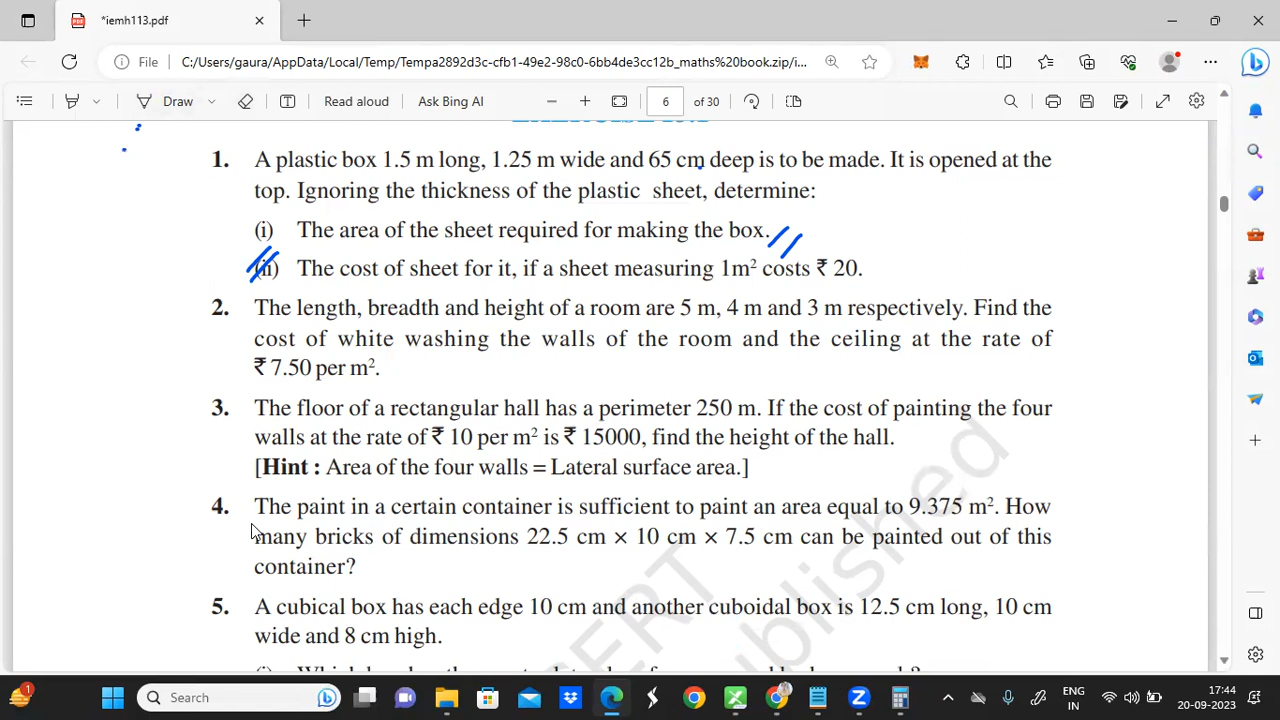 *iemh113.pdf
File
C:/Users/gaura/AppData/Local/Temp/Tempa2892d3c-cfb1-49e2-98c0-6bb4de3cc12b_maths%20book.zip/i...
Draw
Read aloud
Ask Bing AI
6
of 30
1. A plastic box 1.5 m long, 1.25 m wide and 65 cm deep is to be made. It is opened at the
top. Ignoring the thickness of the plastic sheet, determine:
(i) The area of the sheet required for making the box.
(ii) The cost of sheet for it, if a sheet measuring 1m² costs ₹ 20.
2. The length, breadth and height of a room are 5 m, 4 m and 3 m respectively. Find the
cost of white washing the walls of the room and the ceiling at the rate of
₹ 7.50 per m².
3. The floor of a rectangular hall has a perimeter 250 m. If the cost of painting the four
walls at the rate of ₹ 10 per m² is ₹ 15000, find the height of the hall.
[Hint : Area of the four walls = Lateral surface area.]
4. The paint in a certain container is sufficient to paint an area equal to 9.375 m². How
many bricks of dimensions 22.5 cm × 10 cm × 7.5 cm can be painted out of this
container?
5. A cubical box has each edge 10 cm and another cuboidal box is 12.5 cm long, 10 cm
wide and 8 cm high.
Search
ENG
IN
17:44
20-09-2023
1